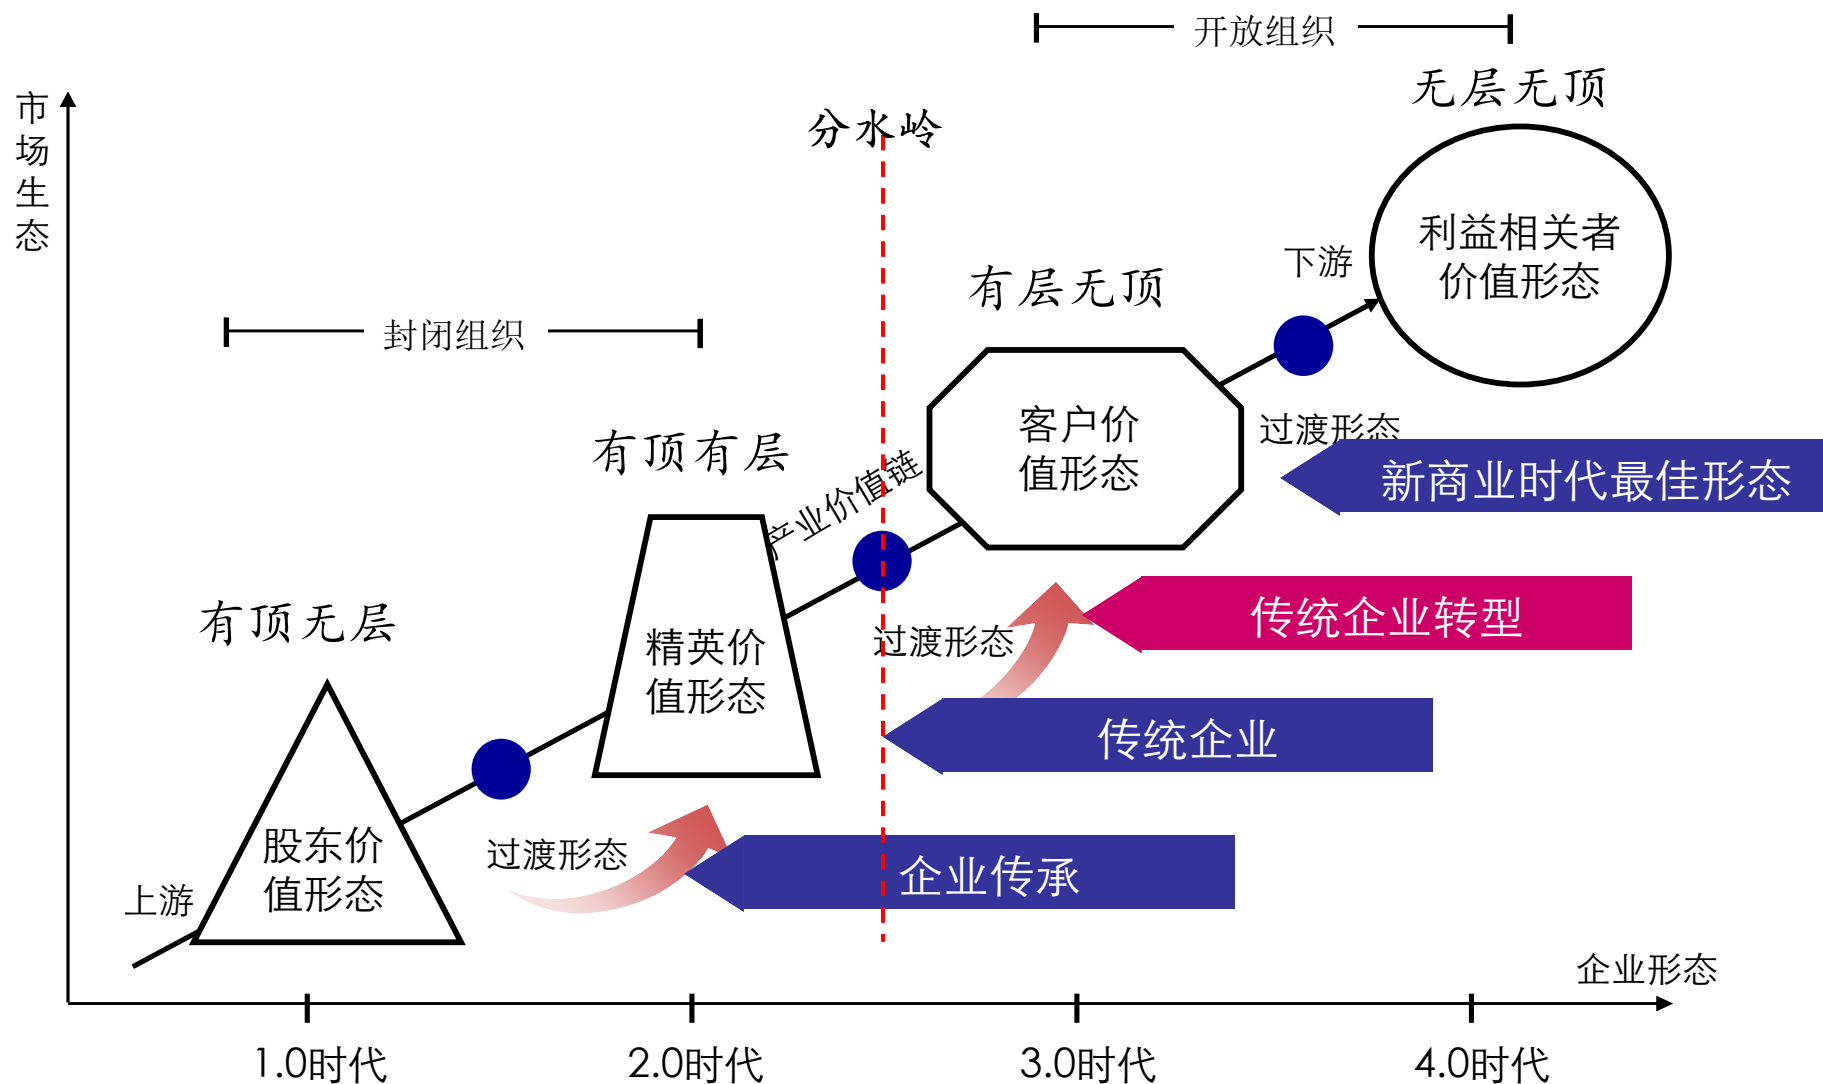 开放组织
无层无顶
市场生态
分水岭
利益相关者
价值形态
下游
有层无顶
封闭组织
客户价
值形态
过渡形态
新商业时代最佳形态
有顶有层
产业价值链
传统企业转型
有顶无层
精英价
值形态
过渡形态
传统企业
股东价
值形态
过渡形态
企业传承
上游
企业形态
1.0时代
2.0时代
3.0时代
4.0时代